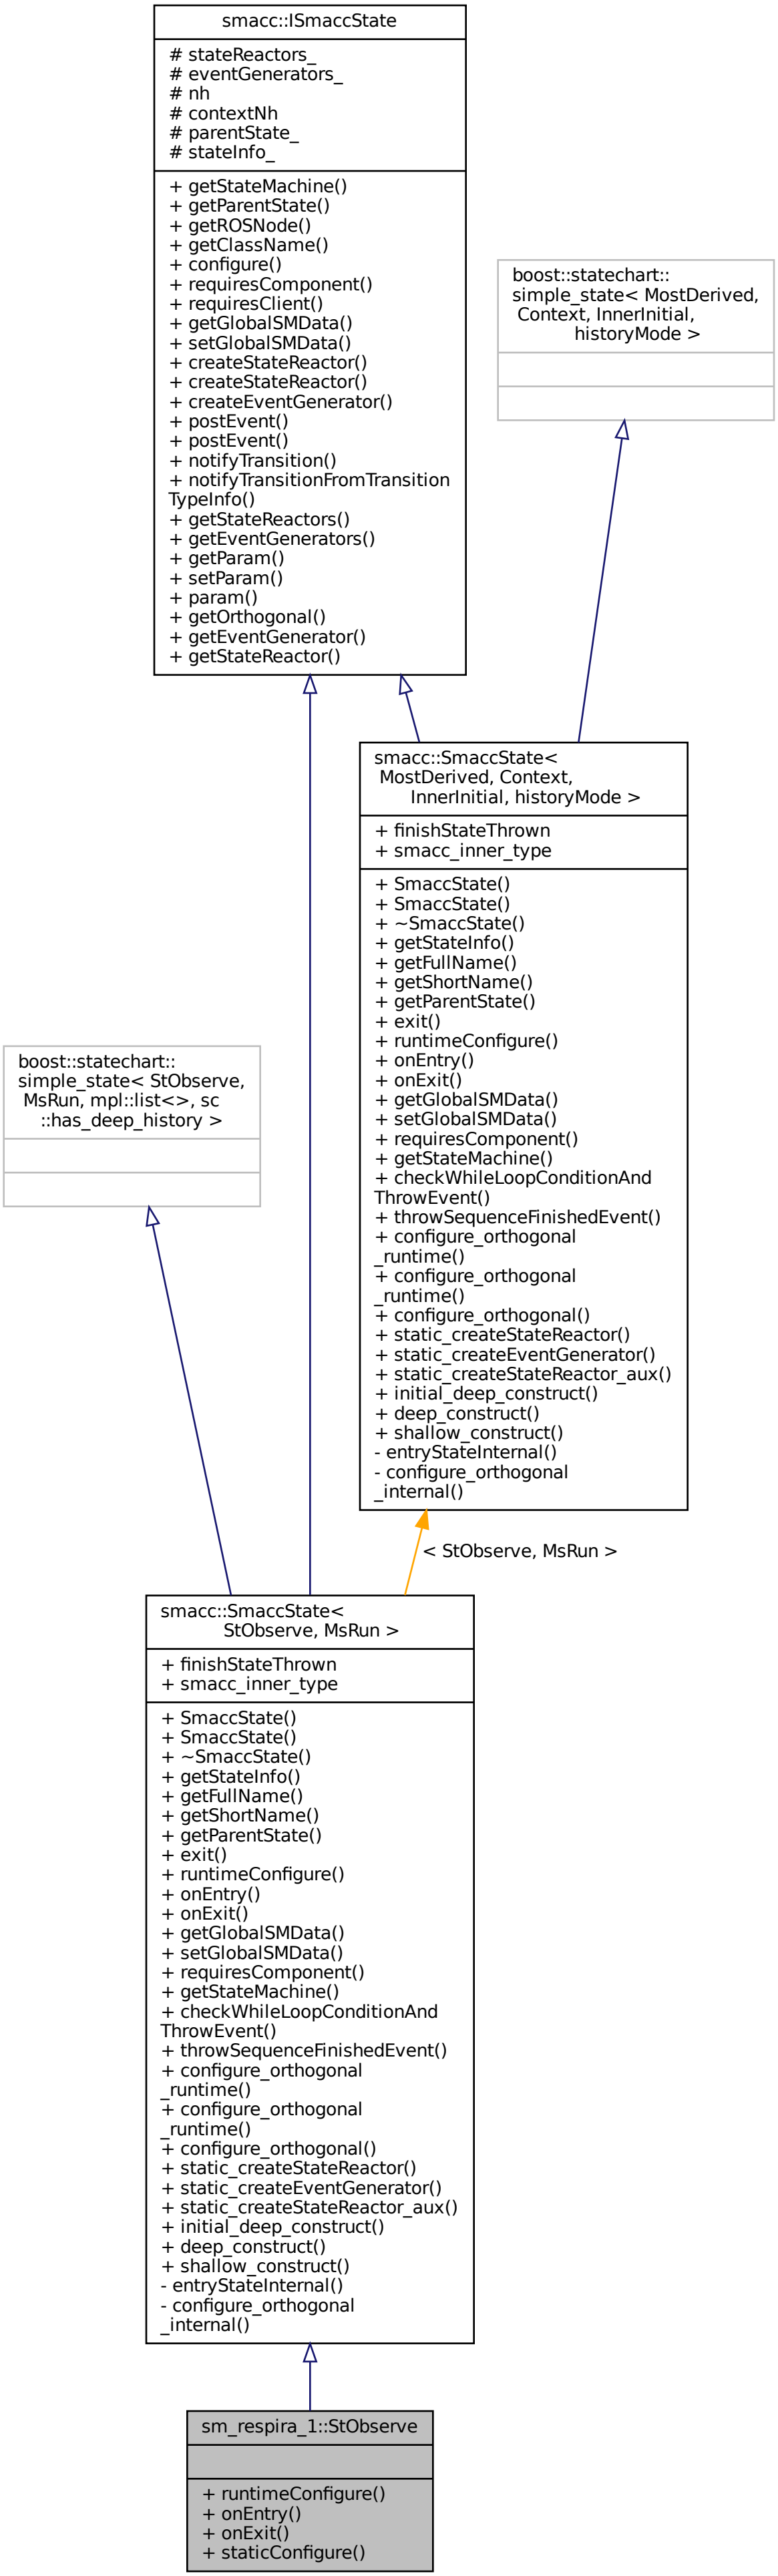 smacc::ISmaccState
# stateReactors_
# eventGenerators_
# nh
# contextNh
# parentState_
# stateInfo_
+ getStateMachine()
+ getParentState()
+ getROSNode()
+ getClassName()
+ configure()
+ requiresComponent()
+ requiresClient()
+ getGlobalSMData()
+ setGlobalSMData()
+ createStateReactor()
+ createStateReactor()
+ createEventGenerator()
+ postEvent()
+ postEvent()
+ notifyTransition()
+ notifyTransitionFromTransition
TypeInfo()
+ getStateReactors()
+ getEventGenerators()
+ getParam()
+ setParam()
+ param()
+ getOrthogonal()
+ getEventGenerator()
+ getStateReactor()
boost::statechart::
simple_state< MostDerived,
Context, InnerInitial,
historyMode >
smacc::SmaccState<
MostDerived, Context,
InnerInitial, historyMode >
+ finishStateThrown
+ smacc_inner_type
+ SmaccState()
+ SmaccState()
+ ~SmaccState()
+ getStateInfo()
+ getFullName()
+ getShortName()
+ getParentState()
+ exit()
+ runtimeConfigure()
+ onEntry()
+ onExit()
+ getGlobalSMData()
+ setGlobalSMData()
+ requiresComponent()
+ getStateMachine()
+ checkWhileLoopConditionAnd
ThrowEvent()
+ throwSequenceFinishedEvent()
+ configure_orthogonal
_runtime()
+ configure_orthogonal
_runtime()
+ configure_orthogonal()
+ static_createStateReactor()
+ static_createEventGenerator()
+ static_createStateReactor_aux()
+ initial_deep_construct()
+ deep_construct()
+ shallow_construct()
- entryStateInternal()
- configure_orthogonal
_internal()
boost::statechart::
simple_state< StObserve,
MsRun, mpl::list<>, sc
::has_deep_history >
< StObserve, MsRun >
smacc::SmaccState<
StObserve, MsRun >
+ finishStateThrown
+ smacc_inner_type
+ SmaccState()
+ SmaccState()
+ ~SmaccState()
+ getStateInfo()
+ getFullName()
+ getShortName()
+ getParentState()
+ exit()
+ runtimeConfigure()
+ onEntry()
+ onExit()
+ getGlobalSMData()
+ setGlobalSMData()
+ requiresComponent()
+ getStateMachine()
+ checkWhileLoopConditionAnd
ThrowEvent()
+ throwSequenceFinishedEvent()
+ configure_orthogonal
_runtime()
+ configure_orthogonal
_runtime()
+ configure_orthogonal()
+ static_createStateReactor()
+ static_createEventGenerator()
+ static_createStateReactor_aux()
+ initial_deep_construct()
+ deep_construct()
+ shallow_construct()
- entryStateInternal()
- configure_orthogonal
_internal()
sm_respira_1::StObserve
+ runtimeConfigure()
+ onEntry()
+ onExit()
+ staticConfigure()